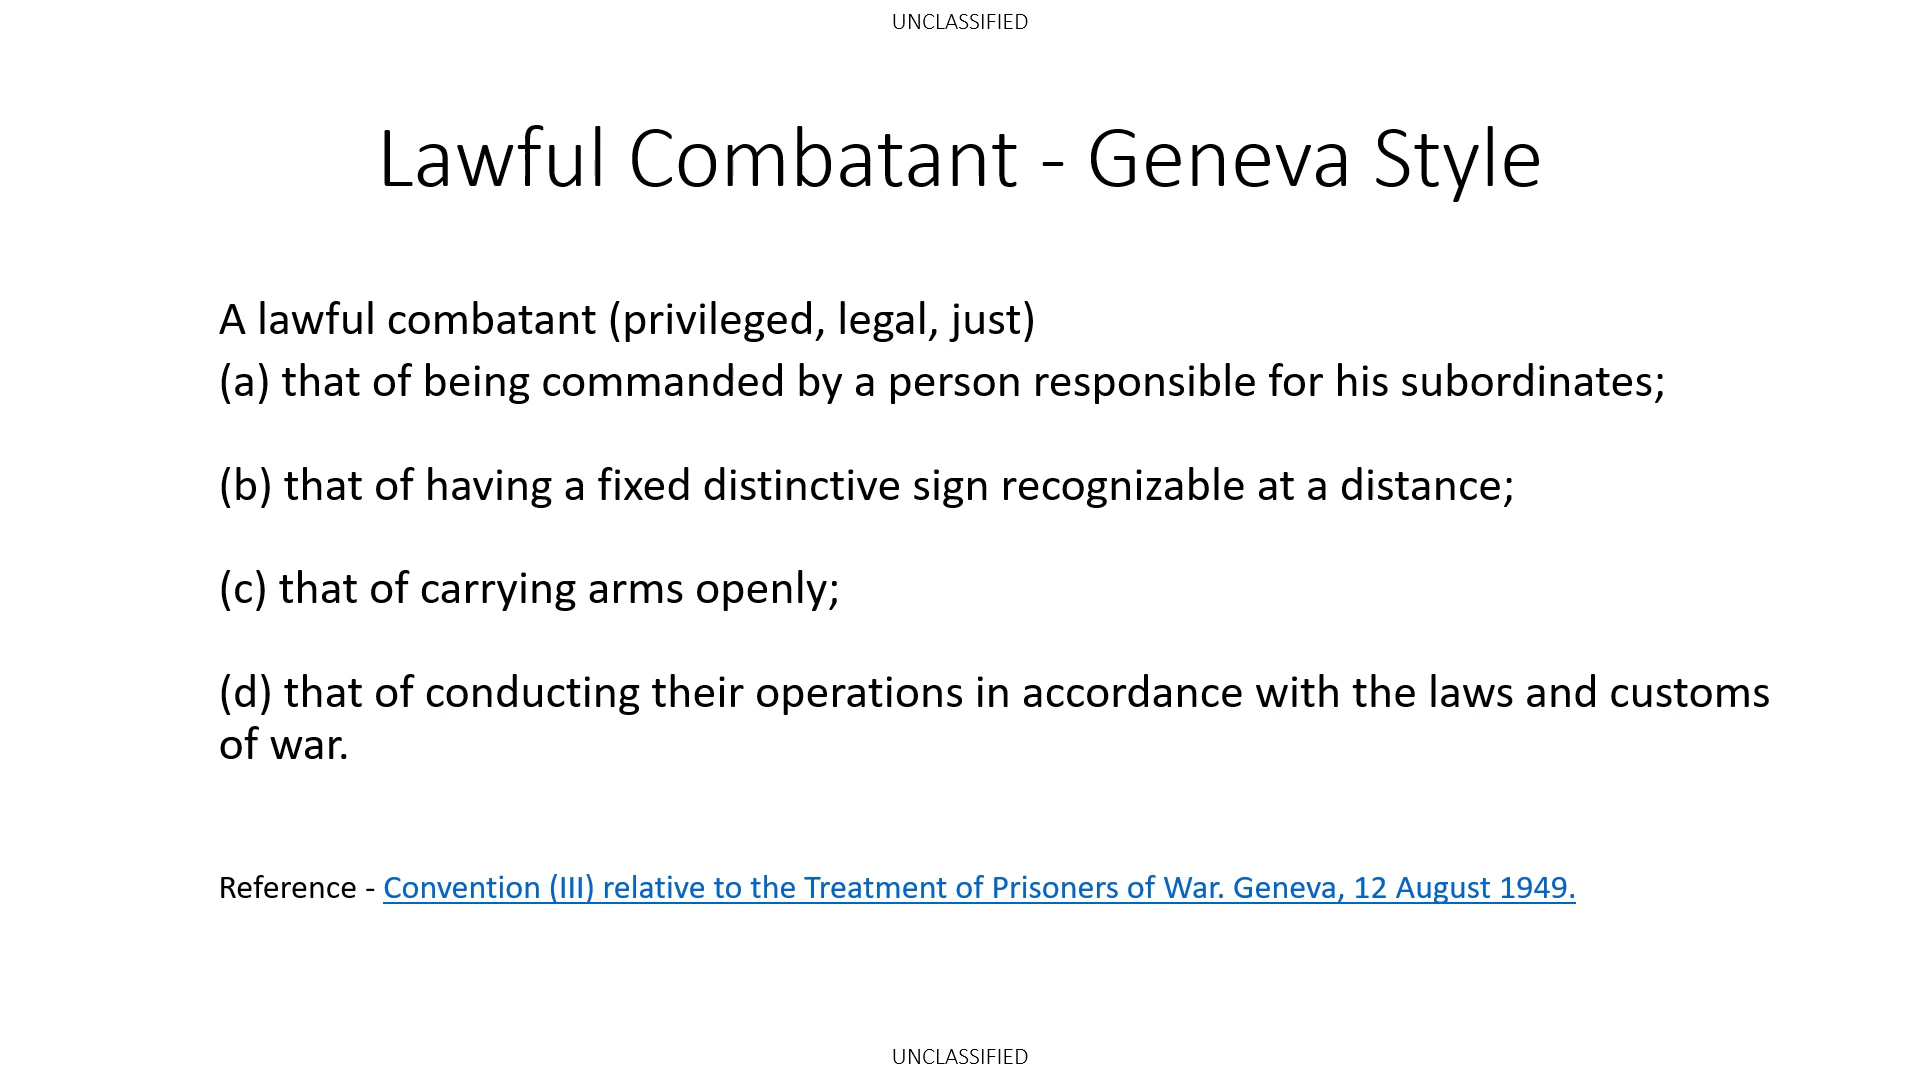 UNCLASSIFIED
Lawful Combatant - Geneva Style
A lawful combatant (privileged, legal, just)
(a) that of being commanded by a person responsible for his subordinates;
(b) that of having a fixed distinctive sign recognizable at a distance;
(c) that of carrying arms openly;
(d) that of conducting their operations in accordance with the laws and customs
of war.
Reference - Convention (III) relative to the Treatment of Prisoners of War. Geneva, 12 August 1949.
UNCLASSIFIED